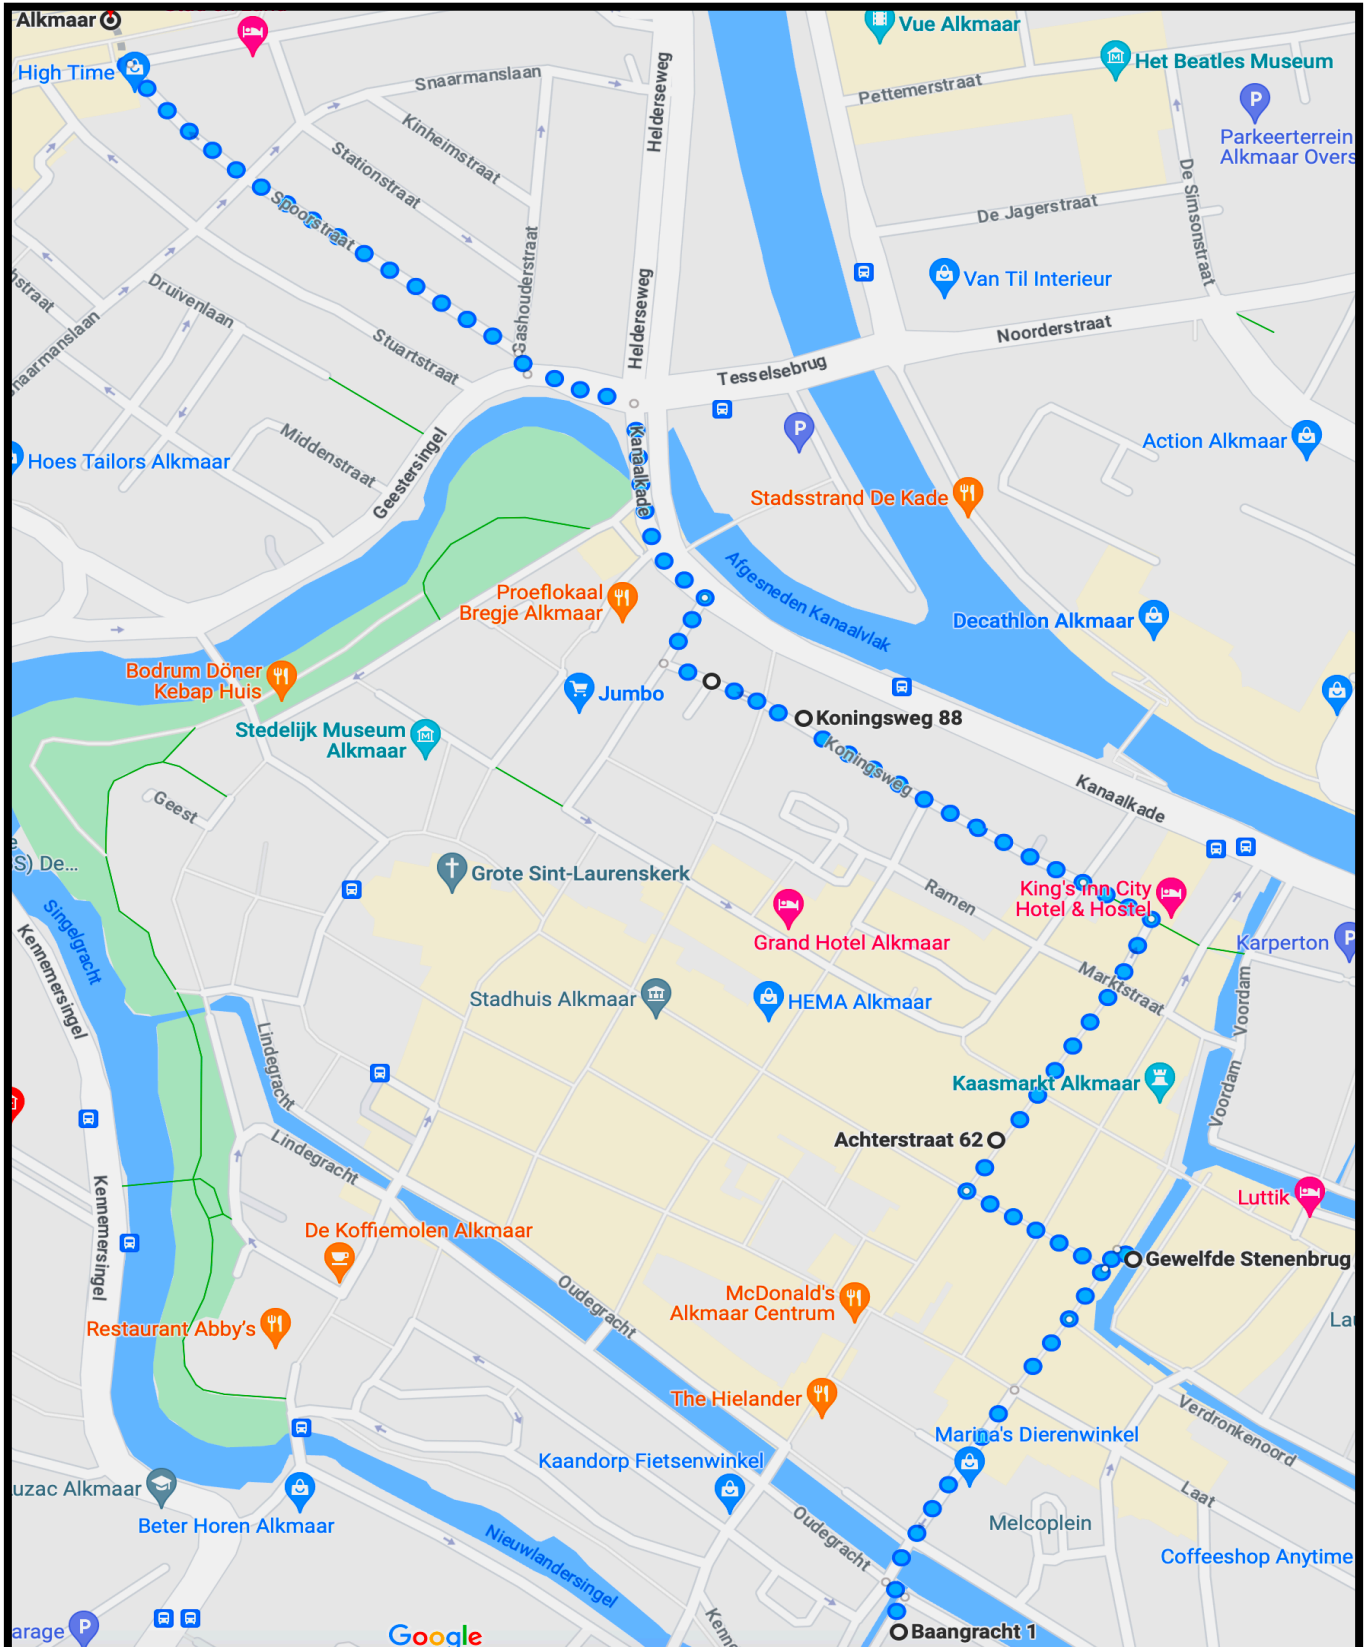 Alkmaar
Vue Alkmaar
High Time
Snaarmanslaan
Helderseweg
Het Beatles Museum
Pettemerstraat
Parkeerterrein
Alkmaar Overs
Kinheimstraat
Stationstraat
De Simsonstraat
Spoorstraat
De Jagerstraat
Gashouderstraat
Van Til Interieur
Druivenlaan
Helderseweg
Noorderstraat
Stuartstraat
Tesselsebrug
Middenstraat
Geestersingel
Kanaalkade
Action Alkmaar
Hoes Tailors Alkmaar
Stadsstrand De Kade
Afgesneden Kanaalvlak
Proeflokaal
Bregje Alkmaar
Decathlon Alkmaar
Bodrum Döner
Kebap Huis
Jumbo
Koningsweg 88
Stedelijk Museum
Alkmaar
Koningsweg
Kanaalkade
Geest
S) De...
Grote Sint-Laurenskerk
Ramen
King's Inn City
Hotel & Hostel
Singelgracht
Grand Hotel Alkmaar
Karperton
Kennemersingel
Stadhuis Alkmaar
HEMA Alkmaar
Marktstraat
Voordam
Lindegracht
Kaasmarkt Alkmaar
Voordam
Achterstraat 62
Lindegracht
Kennemersingel
Luttik
De Koffiemolen Alkmaar
Gewelfde Stenenbrug
Oudegracht
McDonald's
Alkmaar Centrum
Restaurant Abby's
The Hielander
Verdronkenoord
Marina's Dierenwinkel
Kaandorp Fietsenwinkel
Laat
uzac Alkmaar
Beter Horen Alkmaar
Oudegracht
Melcoplein
Nieuwlandersingel
Coffeeshop Anytime
arage
Google
Baangracht 1